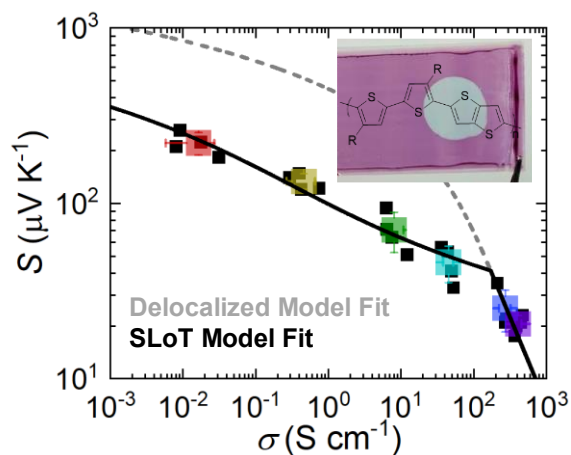 10³
10²
10¹
S (μV K⁻¹)
R
S
S
S
S
R
n
Delocalized Model Fit
SLoT Model Fit
10⁻³ 10⁻² 10⁻¹ 10⁰ 10¹ 10² 10³
σ (S cm⁻¹)